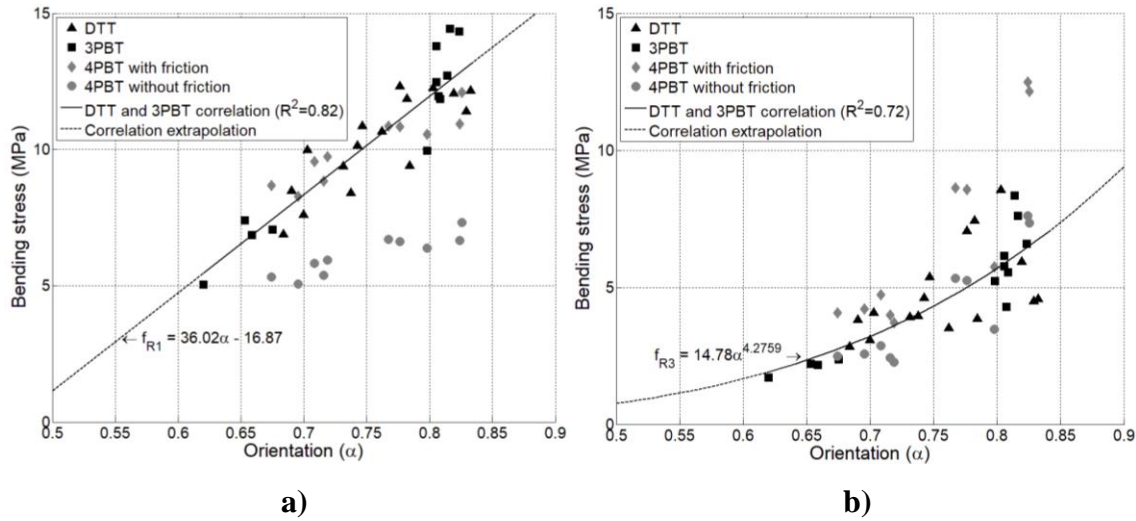 15
▲ DTT
■ 3PBT
◆ 4PBT with friction
● 4PBT without friction
DTT and 3PBT correlation (R²=0.82)
Correlation extrapolation
10
5
0
Bending stress (MPa)
f_R1 = 36.02α - 16.87
0.5 0.55 0.6 0.65 0.7 0.75 0.8 0.85 0.9
Orientation (α)
a)
15
▲ DTT
■ 3PBT
◆ 4PBT with friction
● 4PBT without friction
DTT and 3PBT correlation (R²=0.72)
Correlation extrapolation
10
5
0
Bending stress (MPa)
f_R3 = 14.78α^4.2759
0.5 0.55 0.6 0.65 0.7 0.75 0.8 0.85 0.9
Orientation (α)
b)